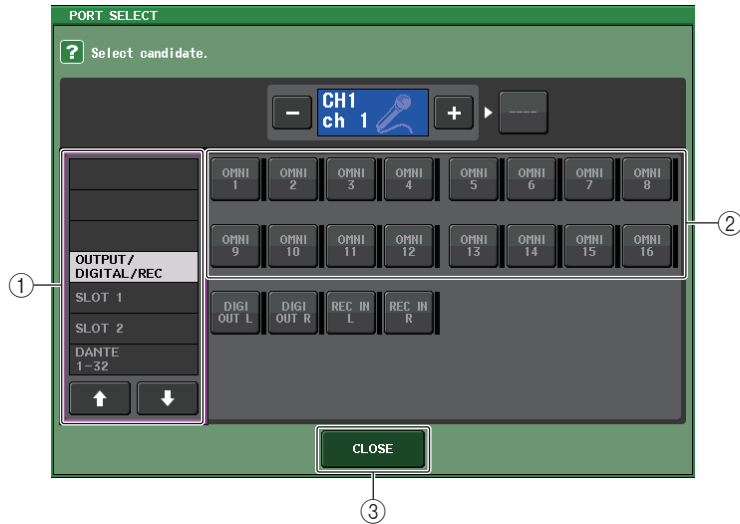 PORT SELECT
? Select candidate.
− CH1 ch 1 + ----
OMNI 1 OMNI 2 OMNI 3 OMNI 4 OMNI 5 OMNI 6 OMNI 7 OMNI 8
②
OMNI 9 OMNI 10 OMNI 11 OMNI 12 OMNI 13 OMNI 14 OMNI 15 OMNI 16
①
OUTPUT/
DIGITAL/REC
SLOT 1
SLOT 2
DANTE
1-32
DIGI OUT L DIGI OUT R REC IN L REC IN R
CLOSE
③